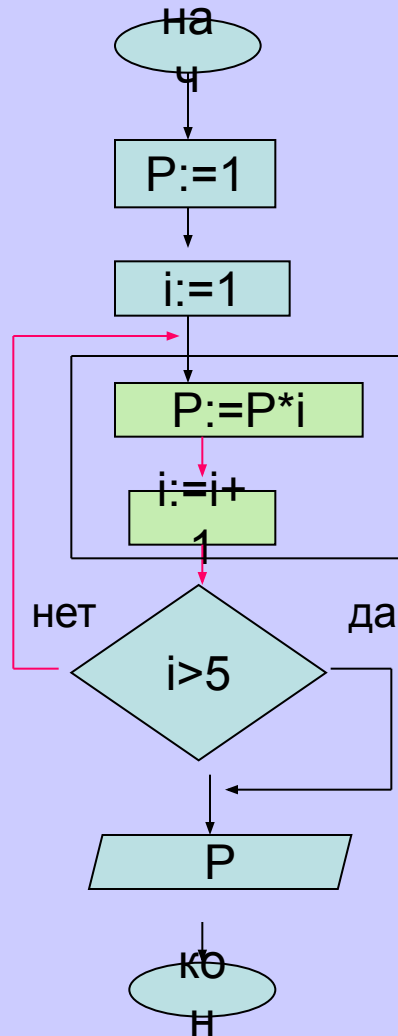 на
ч
P:=1
i:=1
P:=P*i
i:=i+
1
нет
да
i>5
P
ко
н